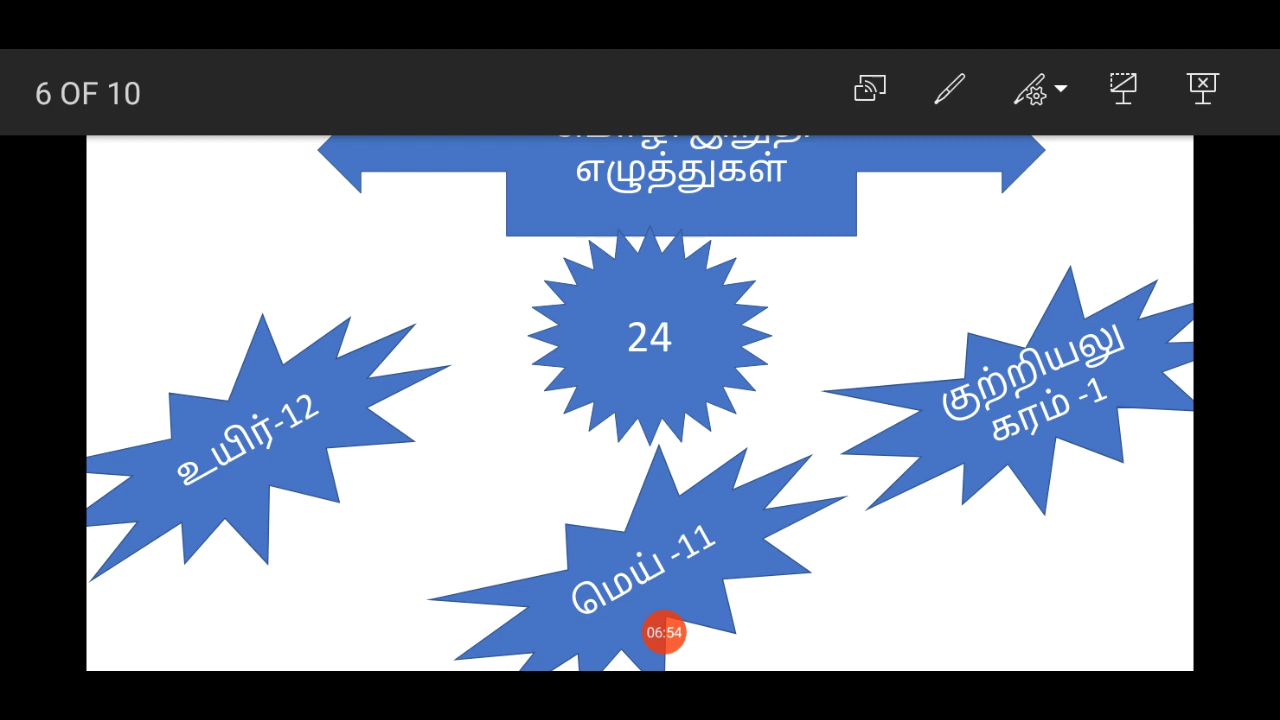 6 OF 10
எழுத்துகள்
24
உயிர்-12
குற்றியலு
கரம் -1
மெய் -11
06:54